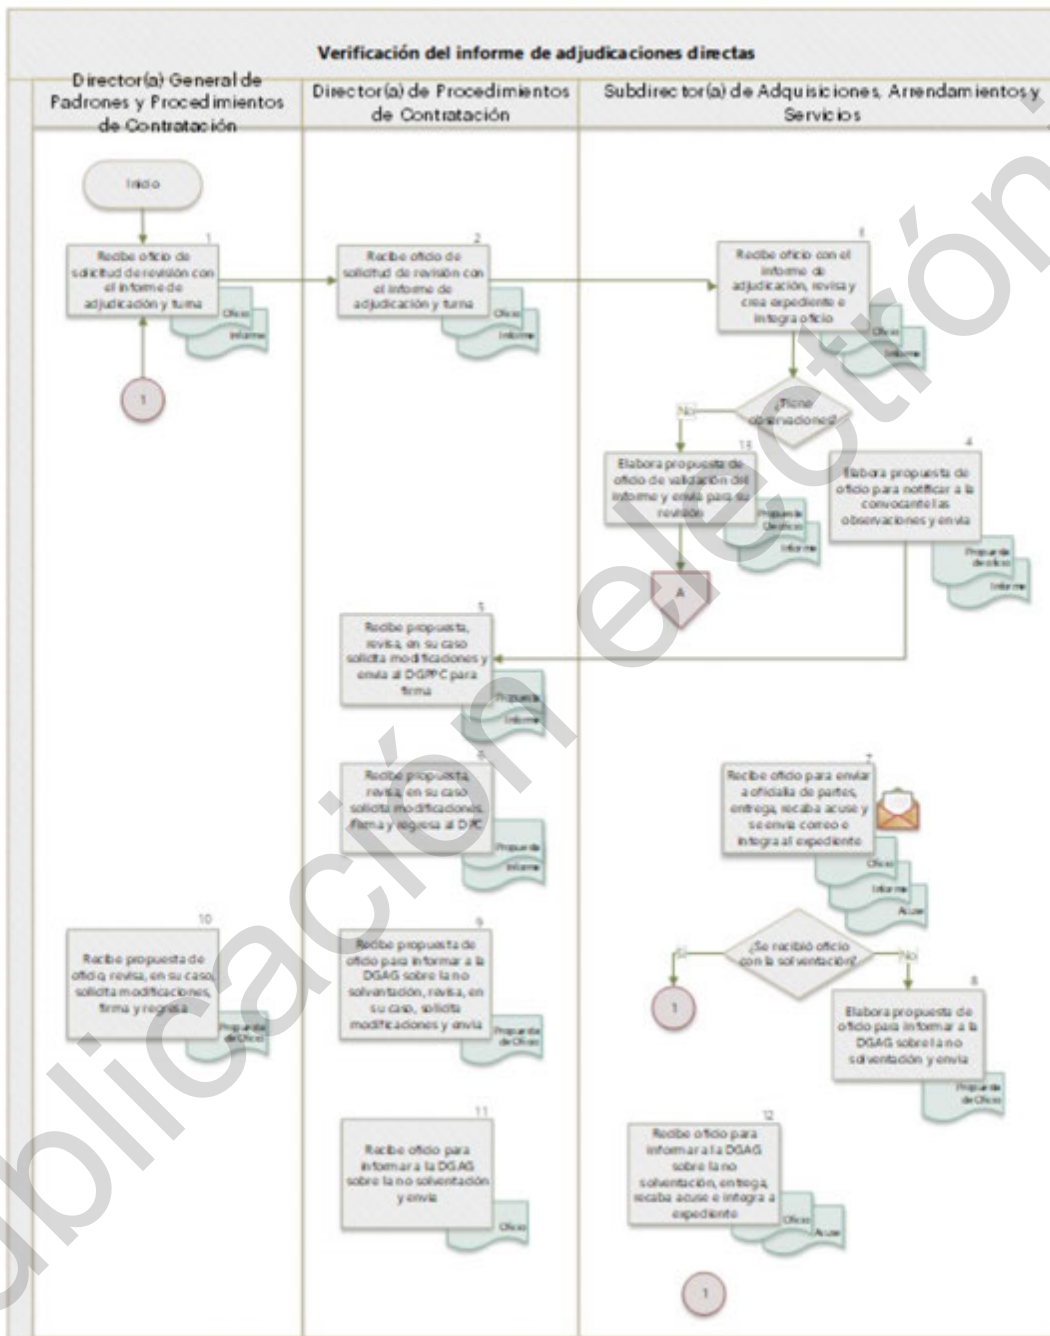 Verificación del informe de adjudicaciones directas
Director(a) General de
Padrones y Procedimientos
de Contratación
Director(a) de Procedimientos
de Contratación
Subdirector(a) de Adquisiciones, Arrendamientos y
Servicios
Inicio
1
Recibe oficio de
solicitud de revisión con
el informe de
adjudicación y turna
Oficio
Informe
1
2
Recibe oficio de
solicitud de revisión con
el informe de
adjudicación y turna
Oficio
Informe
Recibe oficio con el
informe de
adjudicación, revisa y
crea expediente e
integra oficio
Oficio
Informe
¿Tiene
observaciones?
No
13
Elabora propuesta de
oficio de validación del
informe y envía para su
revisión
Propuesta
De oficio
Informe
A
4
Elabora propuesta de
oficio para notificar a la
convocante las
observaciones y envía
Propuesta
de oficio
Informe
5
Recibe propuesta,
revisa, en su caso
solicita modificaciones y
envía al DGPPC para
firma
Propuesta
Informe
6
Recibe propuesta,
revisa, en su caso
solicita modificaciones,
firma y regresa al DPC
Propuesta
Informe
7
Recibe oficio para enviar
a oficialía de partes,
entrega, recaba acuse y
se envía correo e
integra al expediente
Oficio
Informe
Acuse
¿Se recibió oficio
con la solventación?
Si
No
1
8
Elabora propuesta de
oficio para informar a la
DGAG sobre la no
solventación y envía
Propuesta
de Oficio
9
Recibe propuesta de
oficio para informar a la
DGAG sobre la no
solventación, revisa, en
su caso, solicita
modificaciones y envía
Propuesta
de Oficio
10
Recibe propuesta de
oficio, revisa, en su caso,
solicita modificaciones,
firma y regresa
Propuesta
de Oficio
11
Recibe oficio para
informar a la DGAG
sobre la no solventación
y envía
Oficio
12
Recibe oficio para
informar a la DGAG
sobre la no
solventación, entrega,
recaba acuse e integra a
expediente
Oficio
Acuse
1
ublicación electrón